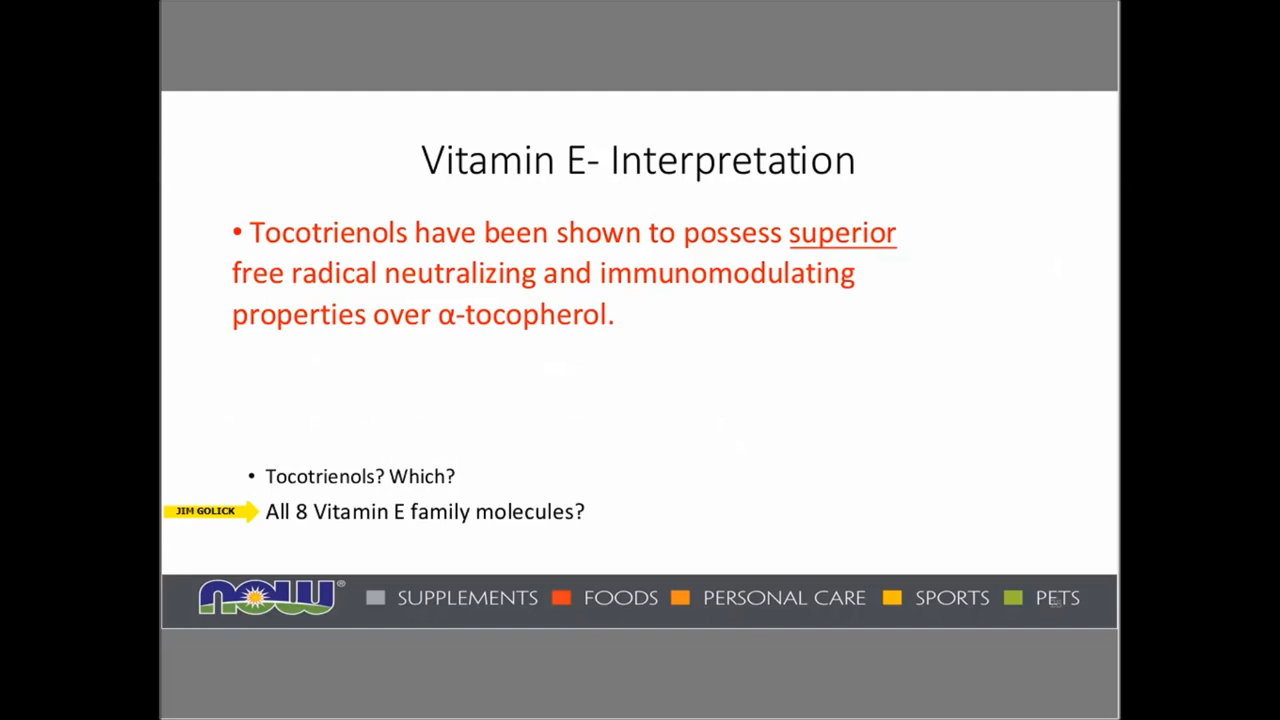 Vitamin E- Interpretation
• Tocotrienols have been shown to possess superior
free radical neutralizing and immunomodulating
properties over α-tocopherol.
• Tocotrienols? Which?
JIM GOLICK All 8 Vitamin E family molecules?
now® SUPPLEMENTS FOODS PERSONAL CARE SPORTS PETS